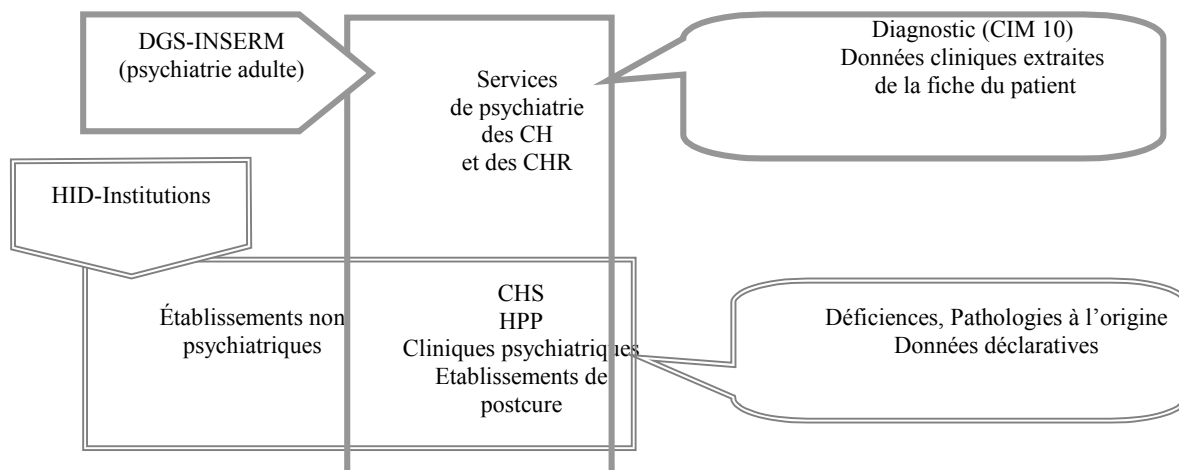 DGS-INSERM
(psychiatrie adulte)
Services
de psychiatrie
des CH
et des CHR
Diagnostic (CIM 10)
Données cliniques extraites
de la fiche du patient
HID-Institutions
Établissements non
psychiatriques
CHS
HPP
Cliniques psychiatriques
Etablissements de
postcure
Déficiences, Pathologies à l’origine
Données déclaratives